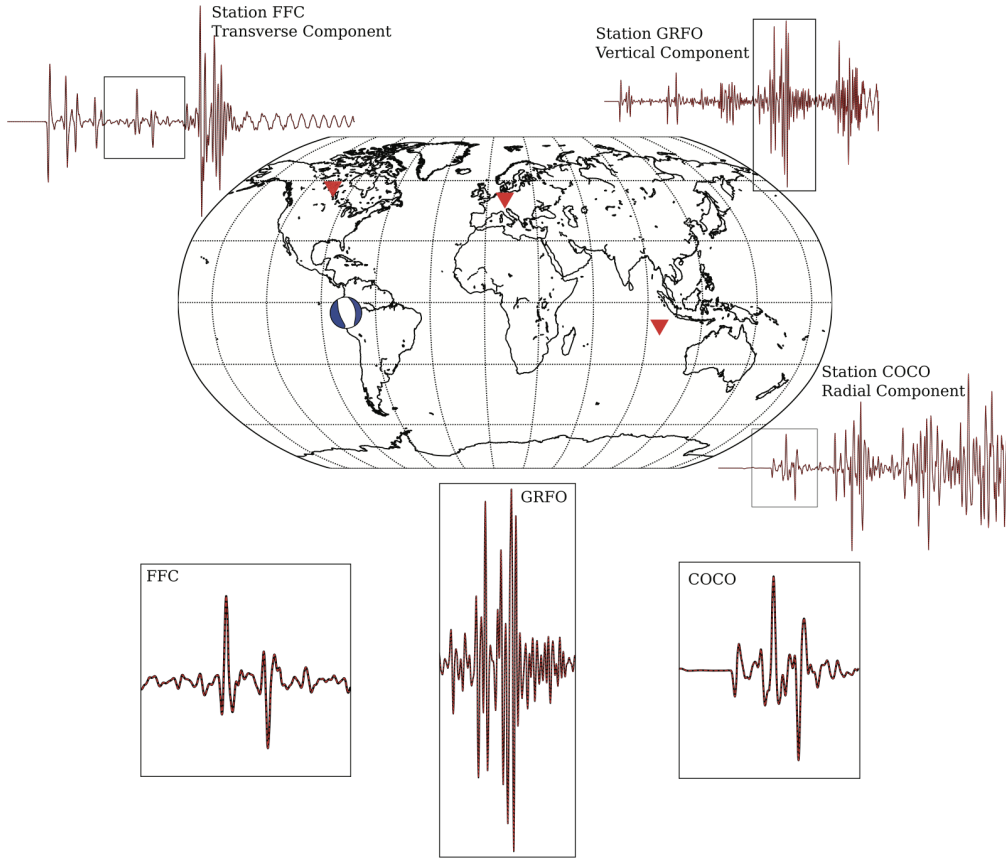 Station FFC
Transverse Component
Station GRFO
Vertical Component
Station COCO
Radial Component
GRFO
FFC
COCO